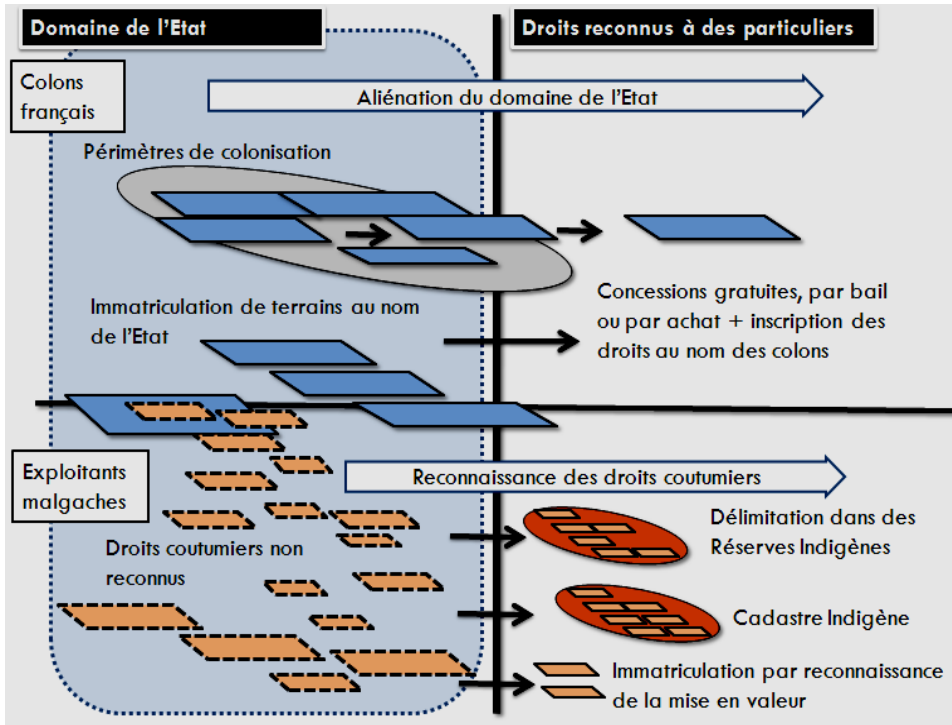 Domaine de l'Etat
Droits reconnus à des particuliers
Colons
français
Aliénation du domaine de l'Etat
Périmètres de colonisation
Immatriculation de terrains au nom
de l'Etat
Concessions gratuites, par bail
ou par achat + inscription des
droits au nom des colons
Exploitants
malgaches
Reconnaissance des droits coutumiers
Droits coutumiers non
reconnus
Délimitation dans des
Réserves Indigènes
Cadastre Indigène
Immatriculation par reconnaissance
de la mise en valeur